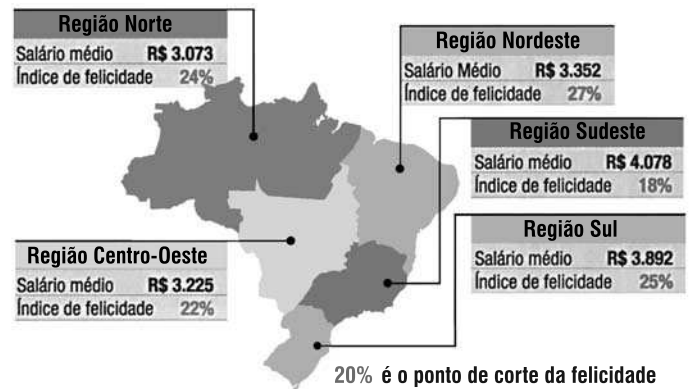 Região Norte
Salário médio R$ 3.073
Índice de felicidade 24%
Região Nordeste
Salário Médio R$ 3.352
Índice de felicidade 27%
Região Sudeste
Salário médio R$ 4.078
Índice de felicidade 18%
Região Sul
Salário médio R$ 3.892
Índice de felicidade 25%
Região Centro-Oeste
Salário médio R$ 3.225
Índice de felicidade 22%
20% é o ponto de corte da felicidade